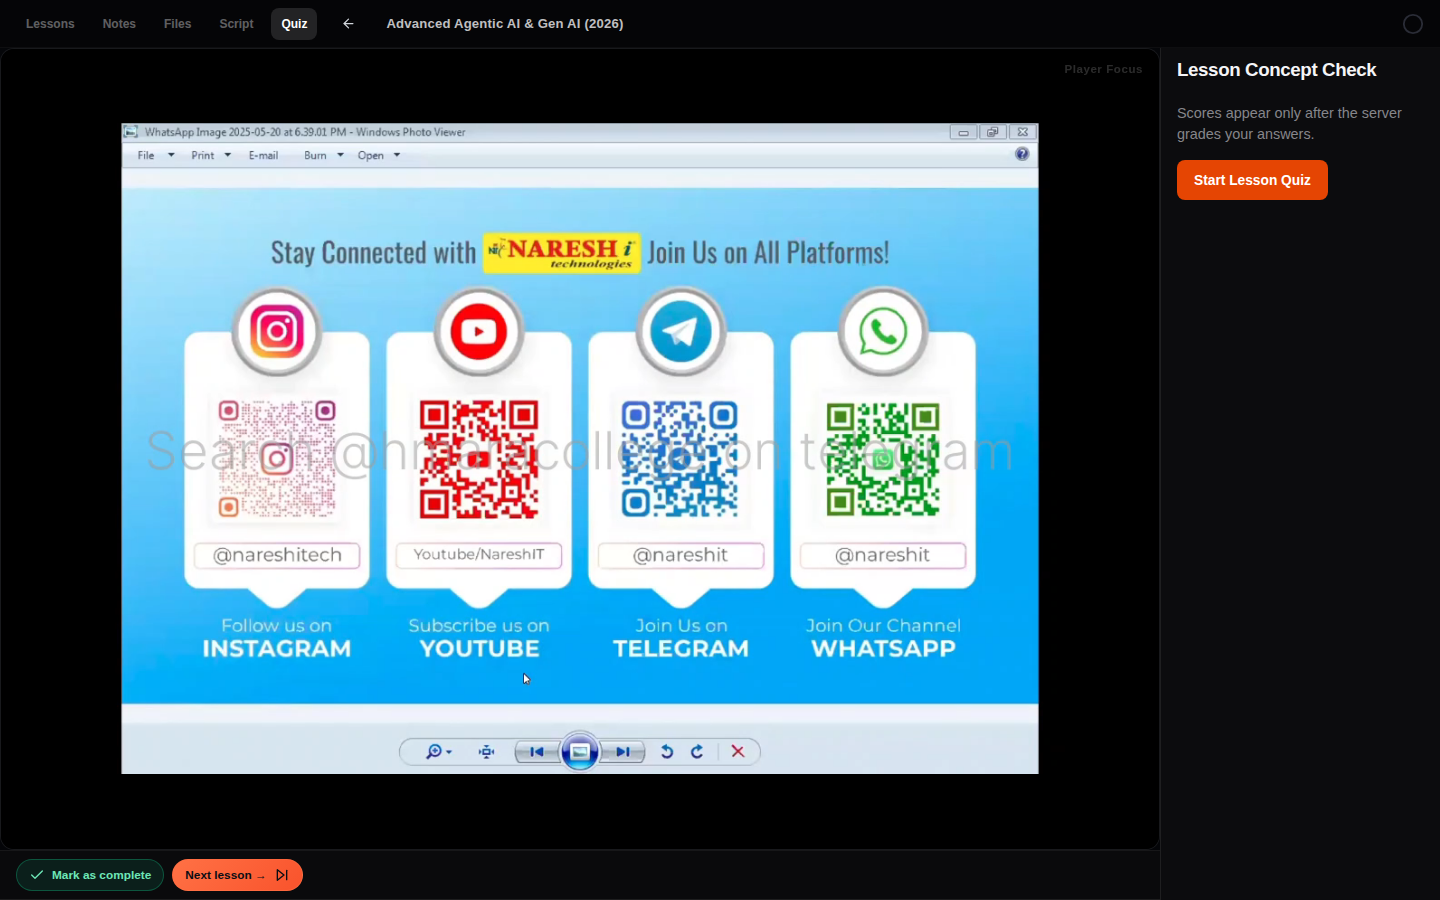 Lessons Notes Files Script Quiz Advanced Agentic AI & Gen AI (2026)
Player Focus
Lesson Concept Check
Scores appear only after the server
grades your answers.
Start Lesson Quiz
WhatsApp Image 2025-05-20 at 6.39.01 PM - Windows Photo Viewer
File Print E-mail Burn Open
Stay Connected with NARESH i technologies Join Us on All Platforms!
Search @hmaracollege on telegram
@nareshitech Youtube/NareshIT @nareshit @nareshit
Follow us on Subscribe us on Join Us on Join Our Channel
INSTAGRAM YOUTUBE TELEGRAM WHATSAPP
Mark as complete Next lesson →